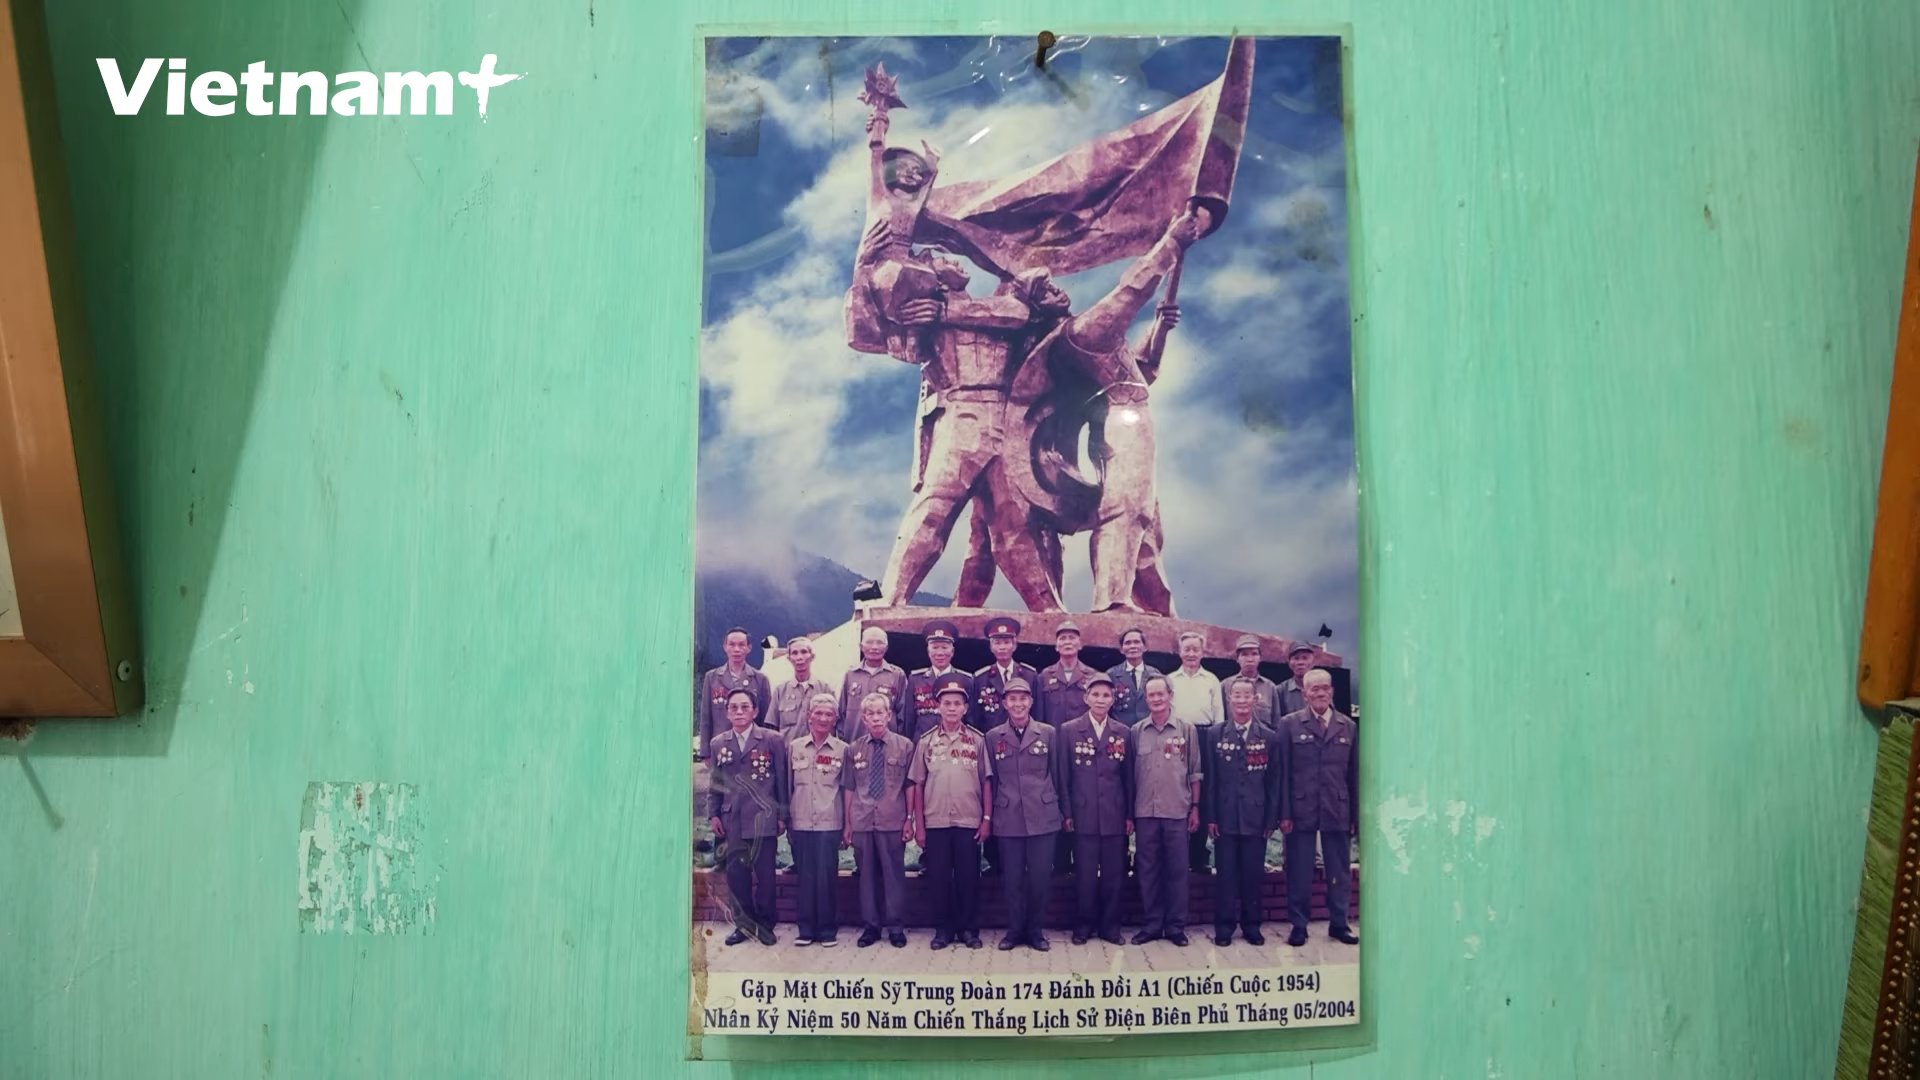 Vietnam+
Gặp Mặt Chiến Sỹ Trung Đoàn 174 Đánh Đồi A1 (Chiến Cuộc 1954)
Nhân Kỷ Niệm 50 Năm Chiến Thắng Lịch Sử Điện Biên Phủ Tháng 05/2004